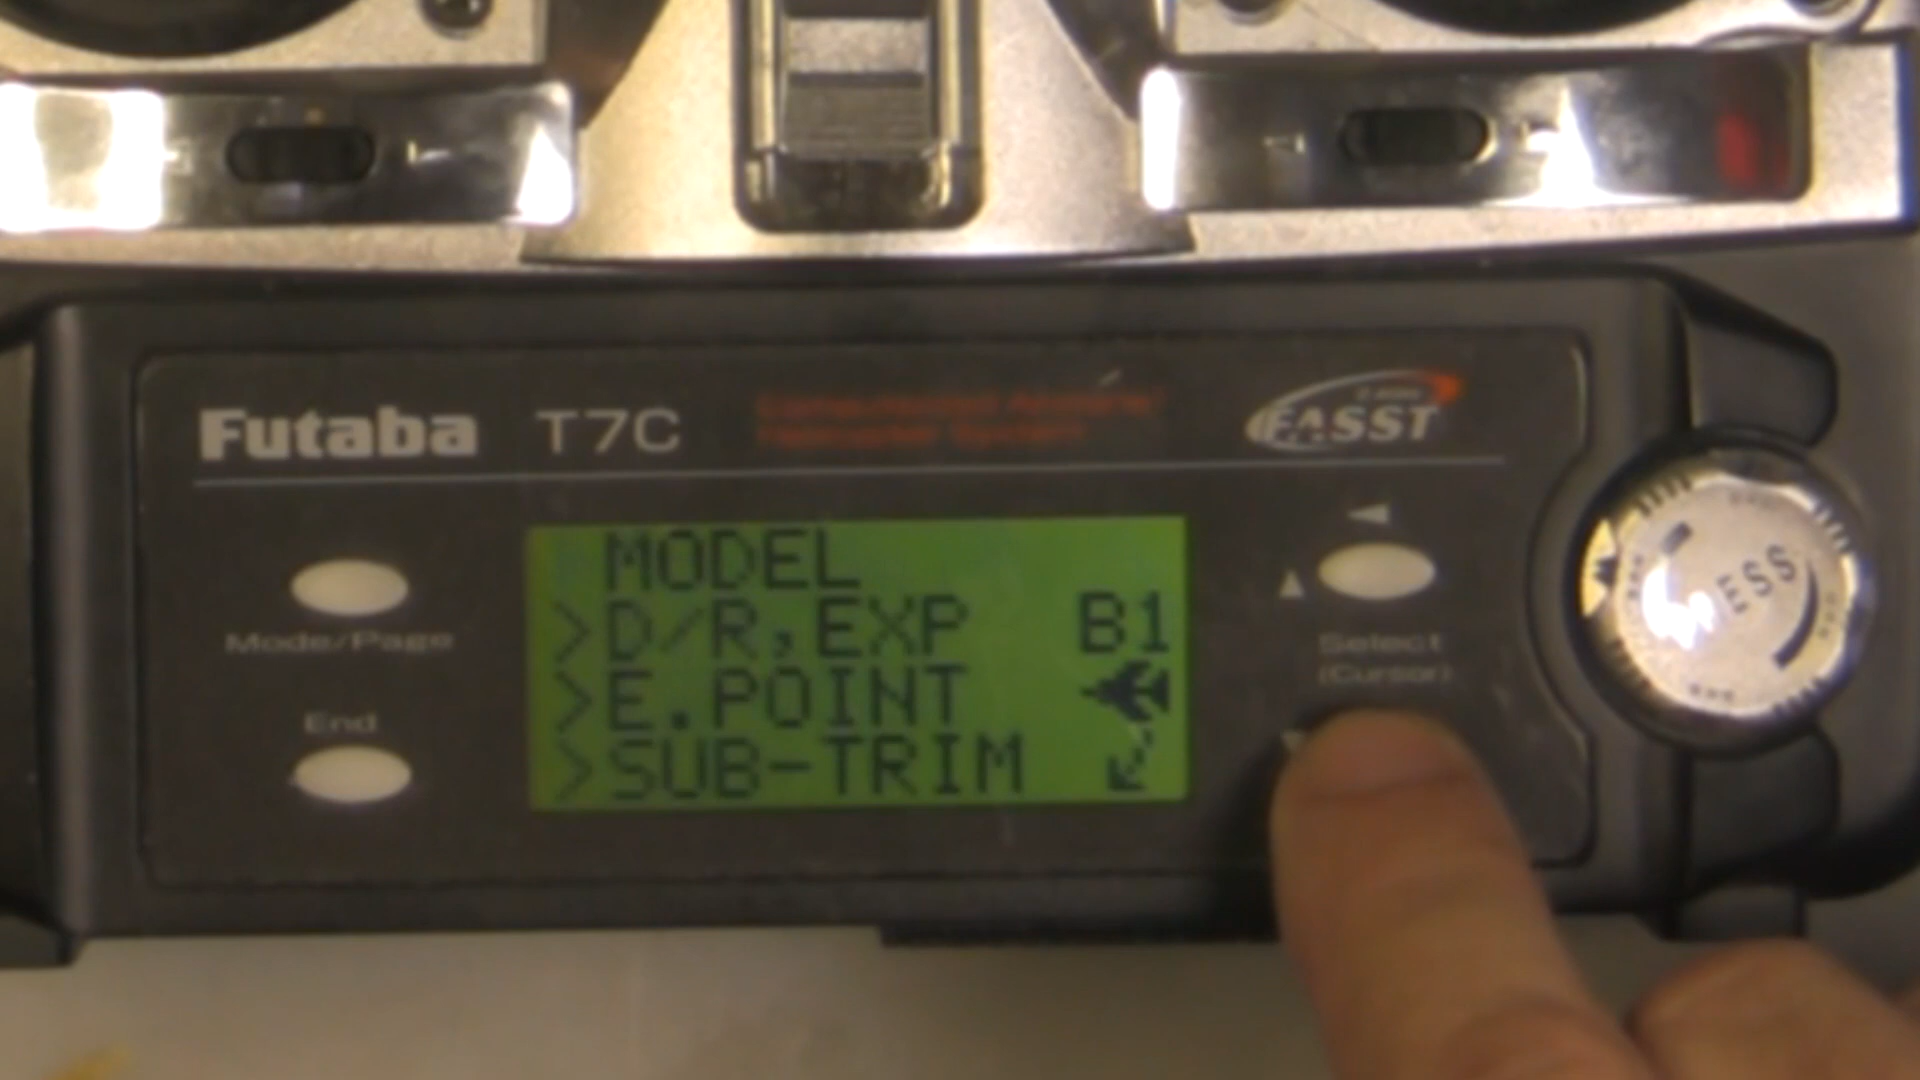 Futaba T7C FASST
Mode/Page
End
MODEL
>D/R,EXP B1
>E.POINT
>SUB-TRIM
Select
(Cursor)